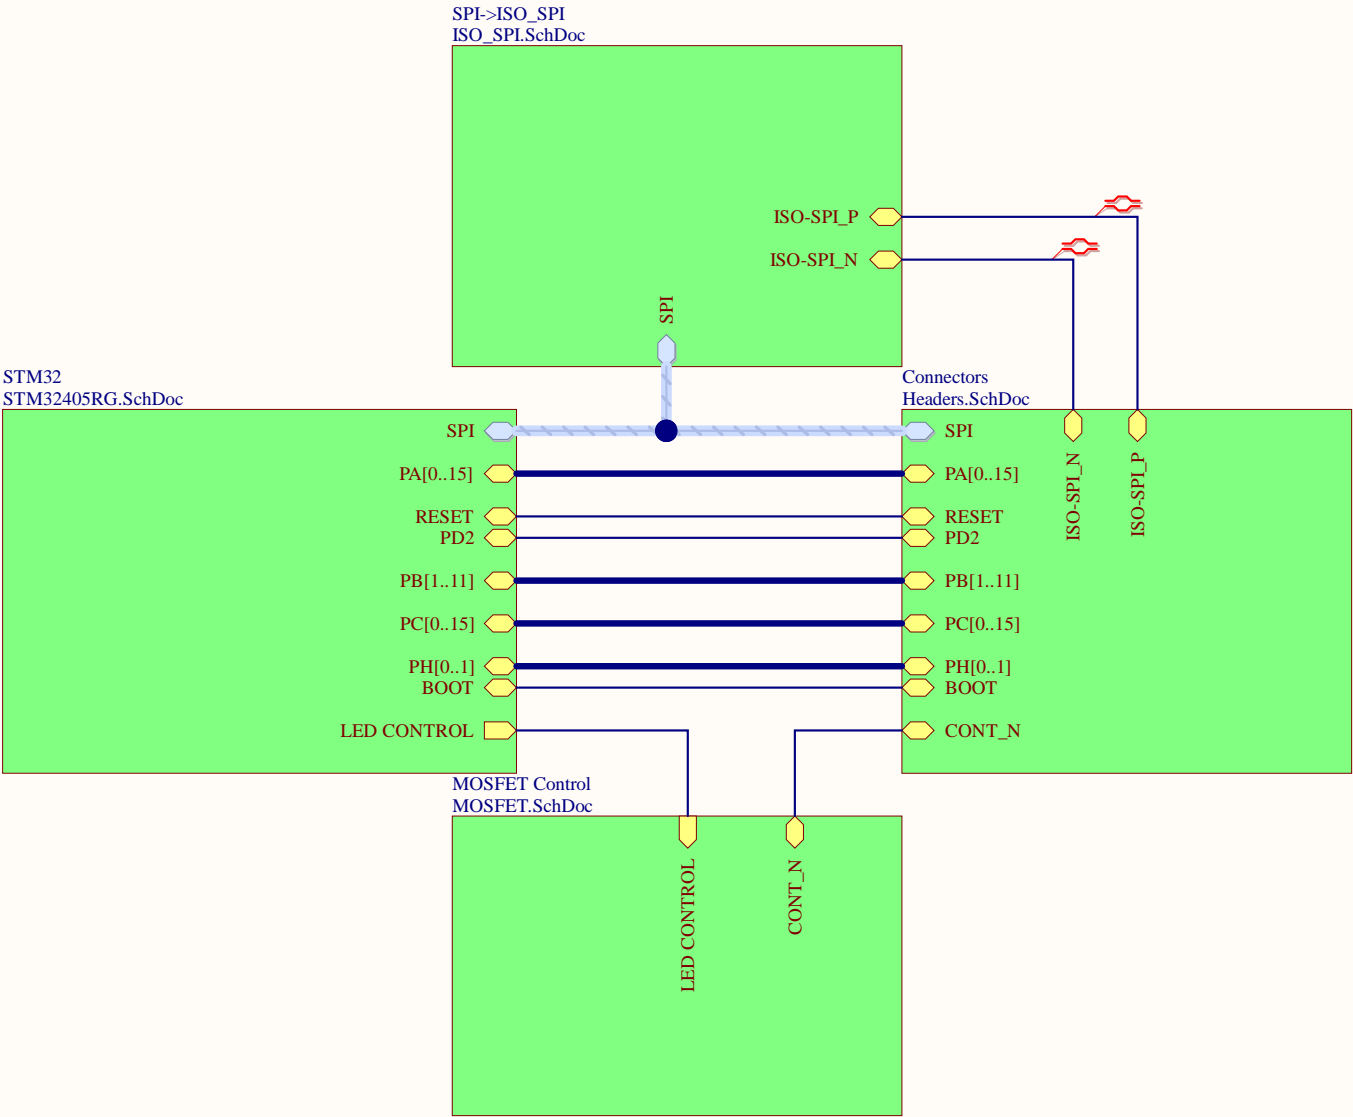 SPI->ISO_SPI
ISO_SPI.SchDoc
ISO-SPI_P
ISO-SPI_N
SPI
STM32
STM32405RG.SchDoc
SPI
PA[0..15]
RESET
PD2
PB[1..11]
PC[0..15]
PH[0..1]
BOOT
LED CONTROL
Connectors
Headers.SchDoc
SPI
PA[0..15]
RESET
PD2
PB[1..11]
PC[0..15]
PH[0..1]
BOOT
CONT_N
ISO-SPI_N
ISO-SPI_P
MOSFET Control
MOSFET.SchDoc
LED CONTROL
CONT_N